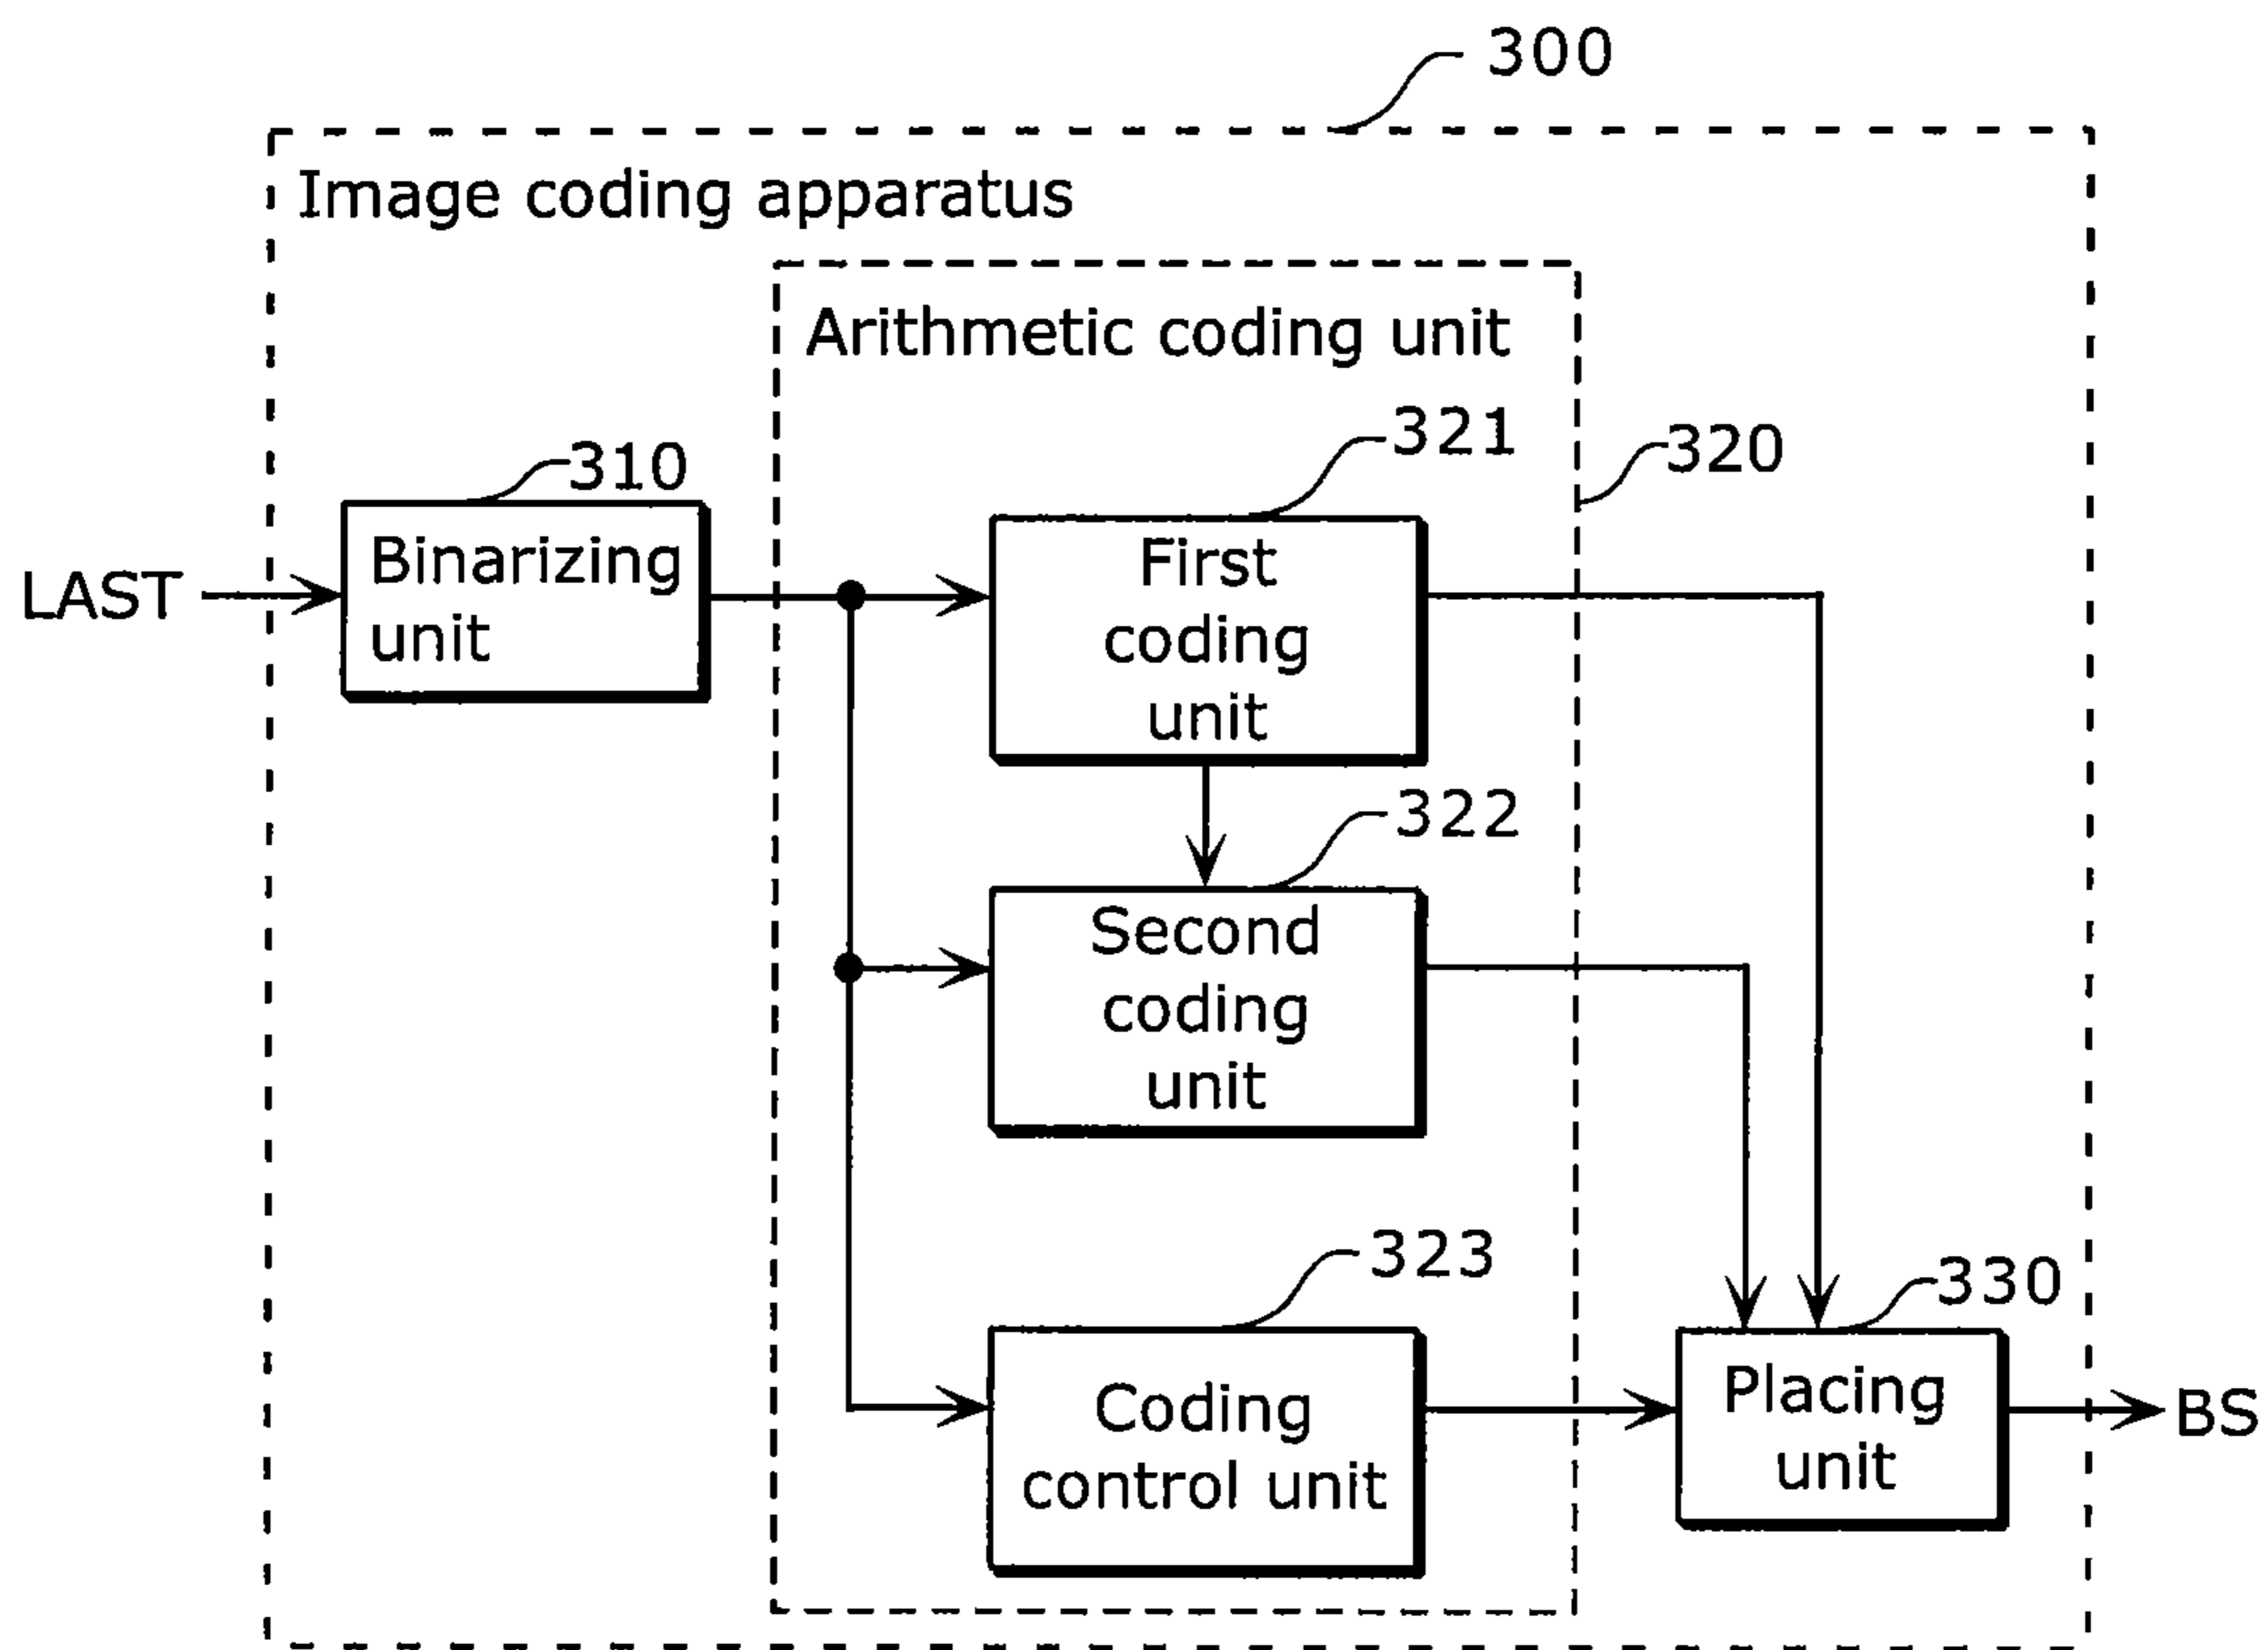 300
Image coding apparatus
Arithmetic coding unit
321
320
310
LAST
Binarizing
unit
First
coding
unit
322
Second
coding
unit
323
330
Coding
control unit
Placing
unit
BS